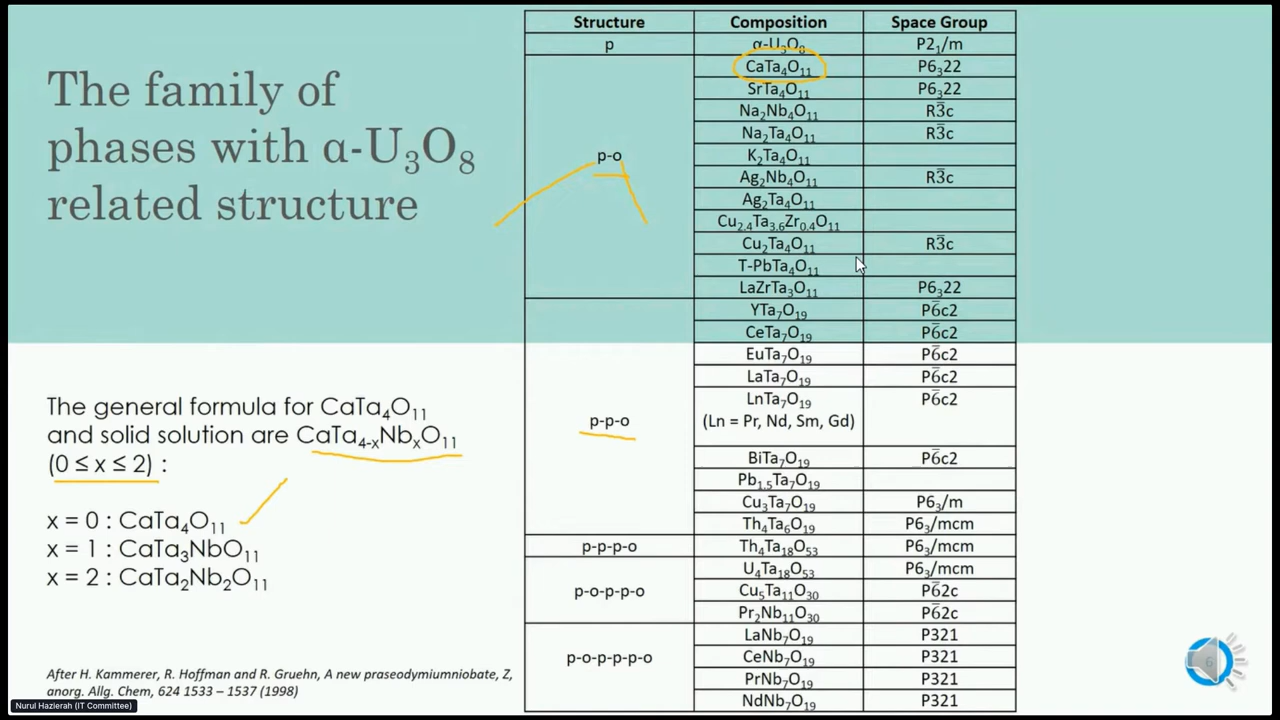 The family of
phases with α-U₃O₈
related structure
The general formula for CaTa₄O₁₁
and solid solution are CaTa₄₋ₓNbₓO₁₁
(0 ≤ x ≤ 2) :
x = 0 : CaTa₄O₁₁
x = 1 : CaTa₃NbO₁₁
x = 2 : CaTa₂Nb₂O₁₁
After H. Kammerer, R. Hoffman and R. Gruehn, A new praseodymiumniobate, Z,
anorg. Allg. Chem, 624 1533 – 1537 (1998)
Nurul Hazierah (IT Committee)
Structure Composition Space Group
p α-U₃O₈ P2₁/m
CaTa₄O₁₁ P6₃22
SrTa₄O₁₁ P6₃22
Na₂Nb₄O₁₁ R3̅c
Na₂Ta₄O₁₁ R3̅c
p-o K₂Ta₄O₁₁
Ag₂Nb₄O₁₁ R3̅c
Ag₂Ta₄O₁₁
Cu₂.₄Ta₃.₆Zr₀.₄O₁₁
Cu₂Ta₄O₁₁ R3̅c
T-PbTa₄O₁₁
LaZrTa₃O₁₁ P6₃22
YTa₇O₁₉ P6̅c2
CeTa₇O₁₉ P6̅c2
EuTa₇O₁₉ P6̅c2
LaTa₇O₁₉ P6̅c2
LnTa₇O₁₉ P6̅c2
p-p-o (Ln = Pr, Nd, Sm, Gd)
BiTa₇O₁₉ P6̅c2
Pb₁.₅Ta₇O₁₉
Cu₃Ta₇O₁₉ P6₃/m
Th₄Ta₆O₁₉ P6₃/mcm
p-p-p-o Th₄Ta₁₈O₅₃ P6₃/mcm
U₄Ta₁₈O₅₃ P6₃/mcm
p-o-p-p-o Cu₅Ta₁₁O₃₀ P6̅2c
Pr₂Nb₁₁O₃₀ P6̅2c
LaNb₇O₁₉ P321
p-o-p-p-p-o CeNb₇O₁₉ P321
PrNb₇O₁₉ P321
NdNb₇O₁₉ P321
6